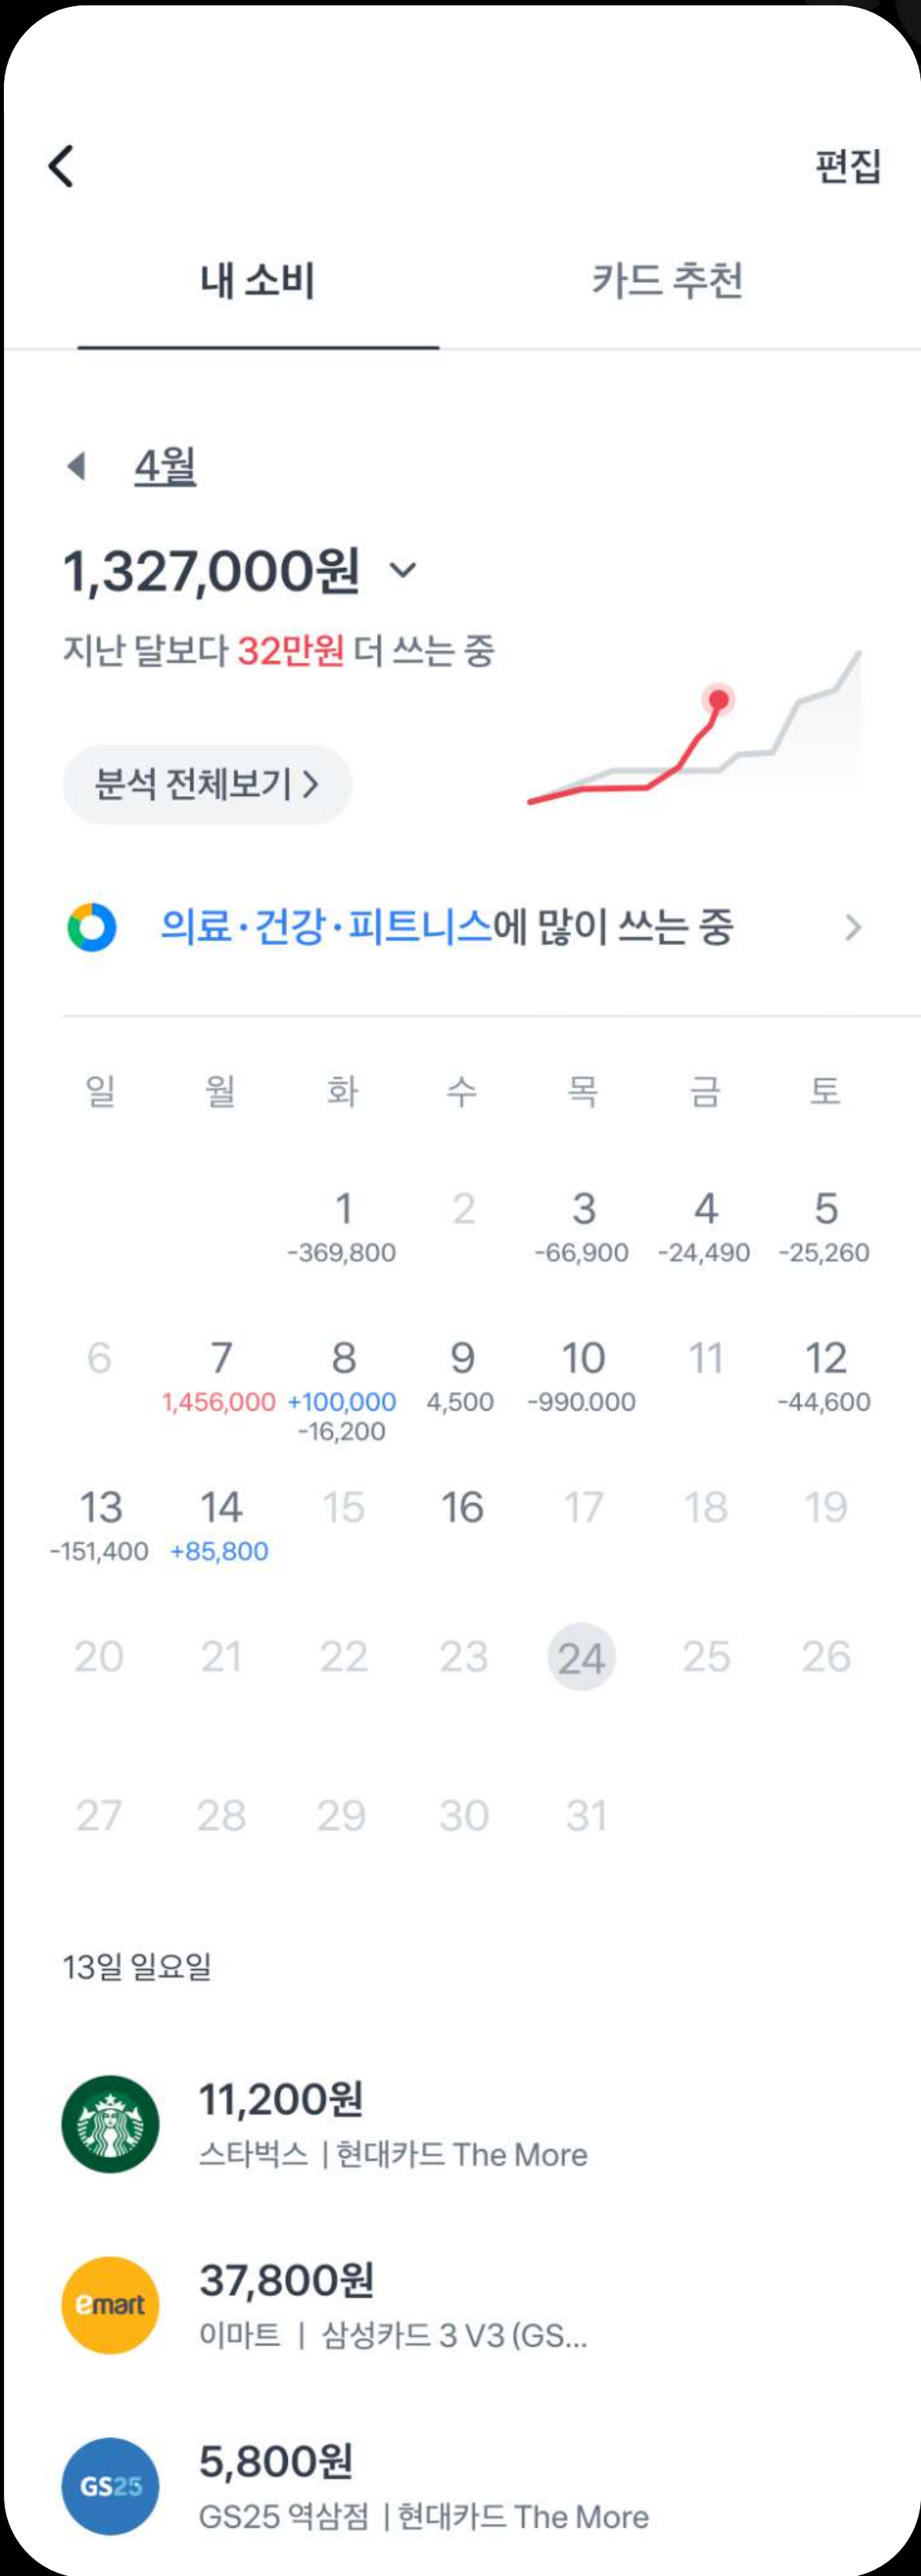 편집
내 소비 카드 추천
4월
1,327,000원
지난 달보다 32만원 더 쓰는 중
분석 전체보기
의료·건강·피트니스에 많이 쓰는 중
일 월 화 수 목 금 토
1 2 3 4 5
-369,800 -66,900 -24,490 -25,260
6 7 8 9 10 11 12
1,456,000 +100,000 4,500 -990.000 -44,600
-16,200
13 14 15 16 17 18 19
-151,400 +85,800
20 21 22 23 24 25 26
27 28 29 30 31
13일 일요일
11,200원
스타벅스 | 현대카드 The More
emart
37,800원
이마트 | 삼성카드 3 V3 (GS...
GS25
5,800원
GS25 역삼점 | 현대카드 The More